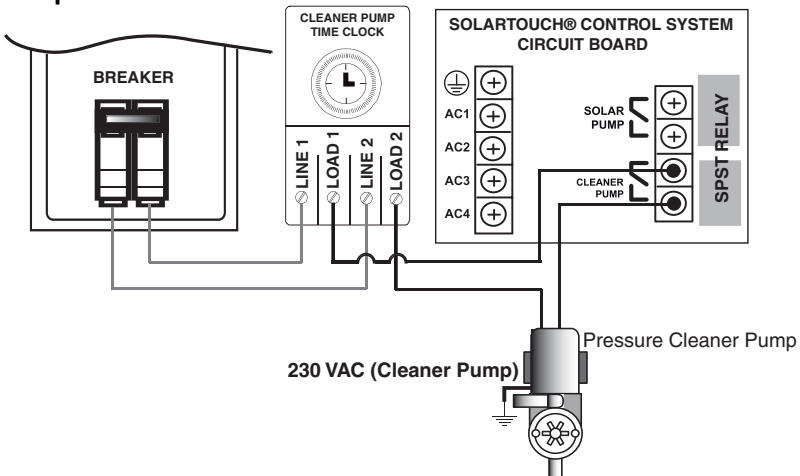 BREAKER
CLEANER PUMP
TIME CLOCK
LINE 1
LOAD 1
LINE 2
LOAD 2
SOLARTOUCH® CONTROL SYSTEM
CIRCUIT BOARD
AC1
AC2
AC3
AC4
SOLAR
PUMP
CLEANER
PUMP
SPST RELAY
Pressure Cleaner Pump
230 VAC (Cleaner Pump)